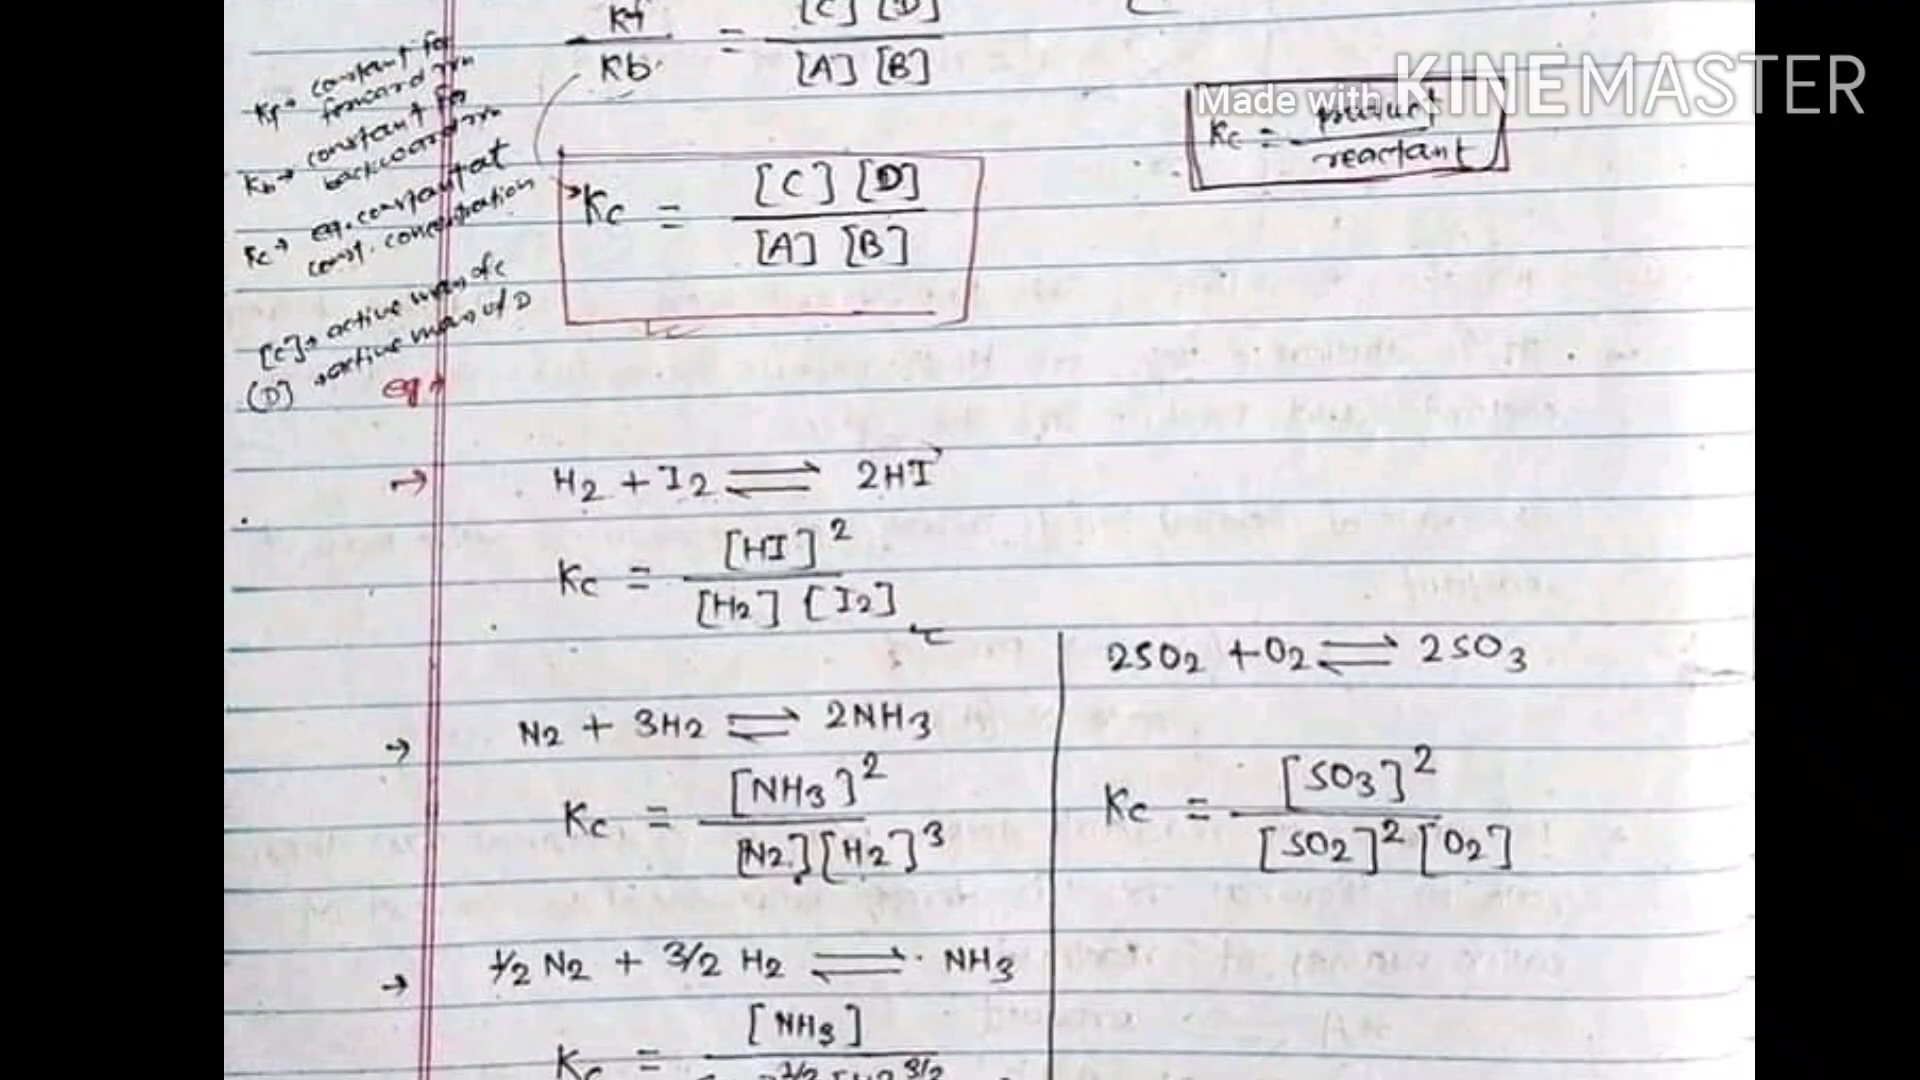 Kf = [C] [D]
Kb [A] [B]
Made with KINEMASTER
Kf → constant for
forward rxn
Kb → constant for
backward rxn
Kc → eq. constant at
const. concentration
[C] → active mass of C
[D] → active mass of D
Kc = product
reactant
Kc = [C] [D]
[A] [B]
eg →
→ H2 + I2 ⇌ 2HI
Kc = [HI]²
[H2] [I2]
→ N2 + 3H2 ⇌ 2NH3
Kc = [NH3]²
[N2] [H2]³
2SO2 + O2 ⇌ 2SO3
Kc = [SO3]²
[SO2]² [O2]
→ 1/2 N2 + 3/2 H2 ⇌ NH3
Kc = [NH3]